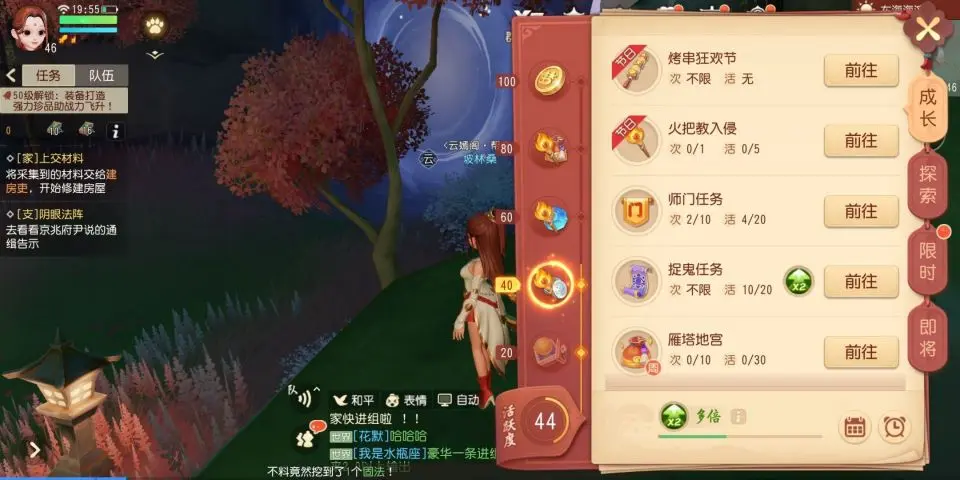 19:55
46
任务
队伍
50级解锁：装备打造
强力珍品助战力飞升！
0
10
6
[家]上交材料
将采集到的材料交给建
房吏，开始修建房屋
[支]阴眼法阵
去看看京兆府尹说的通
缉告示
云
坡林桑
100
80
60
40
20
活跃度
44
烤串狂欢节
节日
次 不限 活 无
前往
火把教入侵
节日
次 0/1 活 0/5
前往
师门任务
次 2/10 活 4/20
前往
捉鬼任务
次 不限 活 10/20
x2
前往
雁塔地宫
周
次 0/10 活 0/30
前往
x2 多倍
成长
探索
限时
即将
46
队
和平
表情
自动
家快进组啦 ！！
世界[花默]哈哈哈
世界[我是水瓶座]豪华一条进组
不料竟然挖到了1个固法！